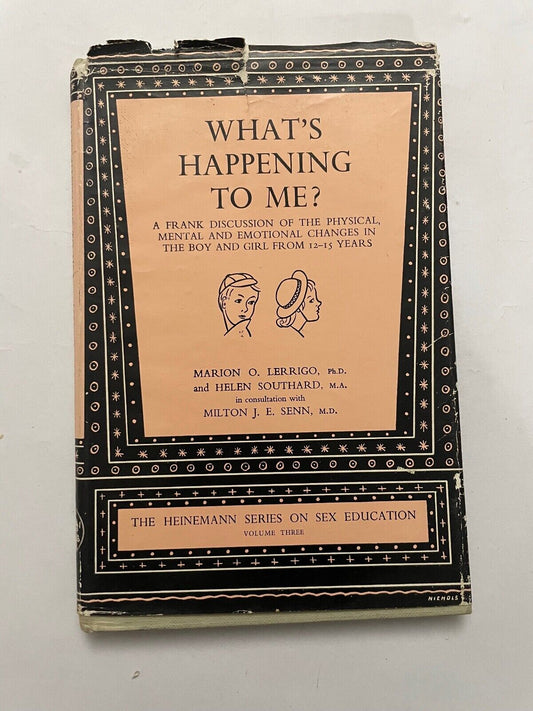 WHAT'S
HAPPENING
TO ME?
A FRANK DISCUSSION OF THE PHYSICAL,
MENTAL AND EMOTIONAL CHANGES IN
THE BOY AND GIRL FROM 12–15 YEARS
MARION O. LERRIGO, Ph.D.
and HELEN SOUTHARD, M.A.
in consultation with
MILTON J. E. SENN, M.D.
THE HEINEMANN SERIES ON SEX EDUCATION
VOLUME THREE
NICHOLS